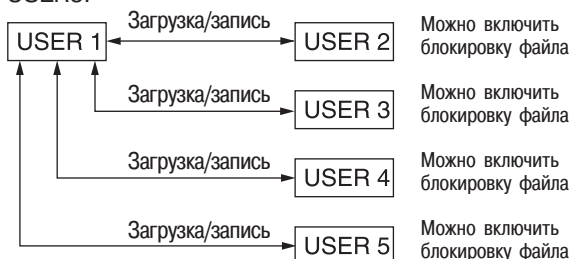 Загрузка/запись
USER 1
USER 2
Можно включить
блокировку файла
Загрузка/запись
USER 3
Можно включить
блокировку файла
Загрузка/запись
USER 4
Можно включить
блокировку файла
Загрузка/запись
USER 5
Можно включить
блокировку файла